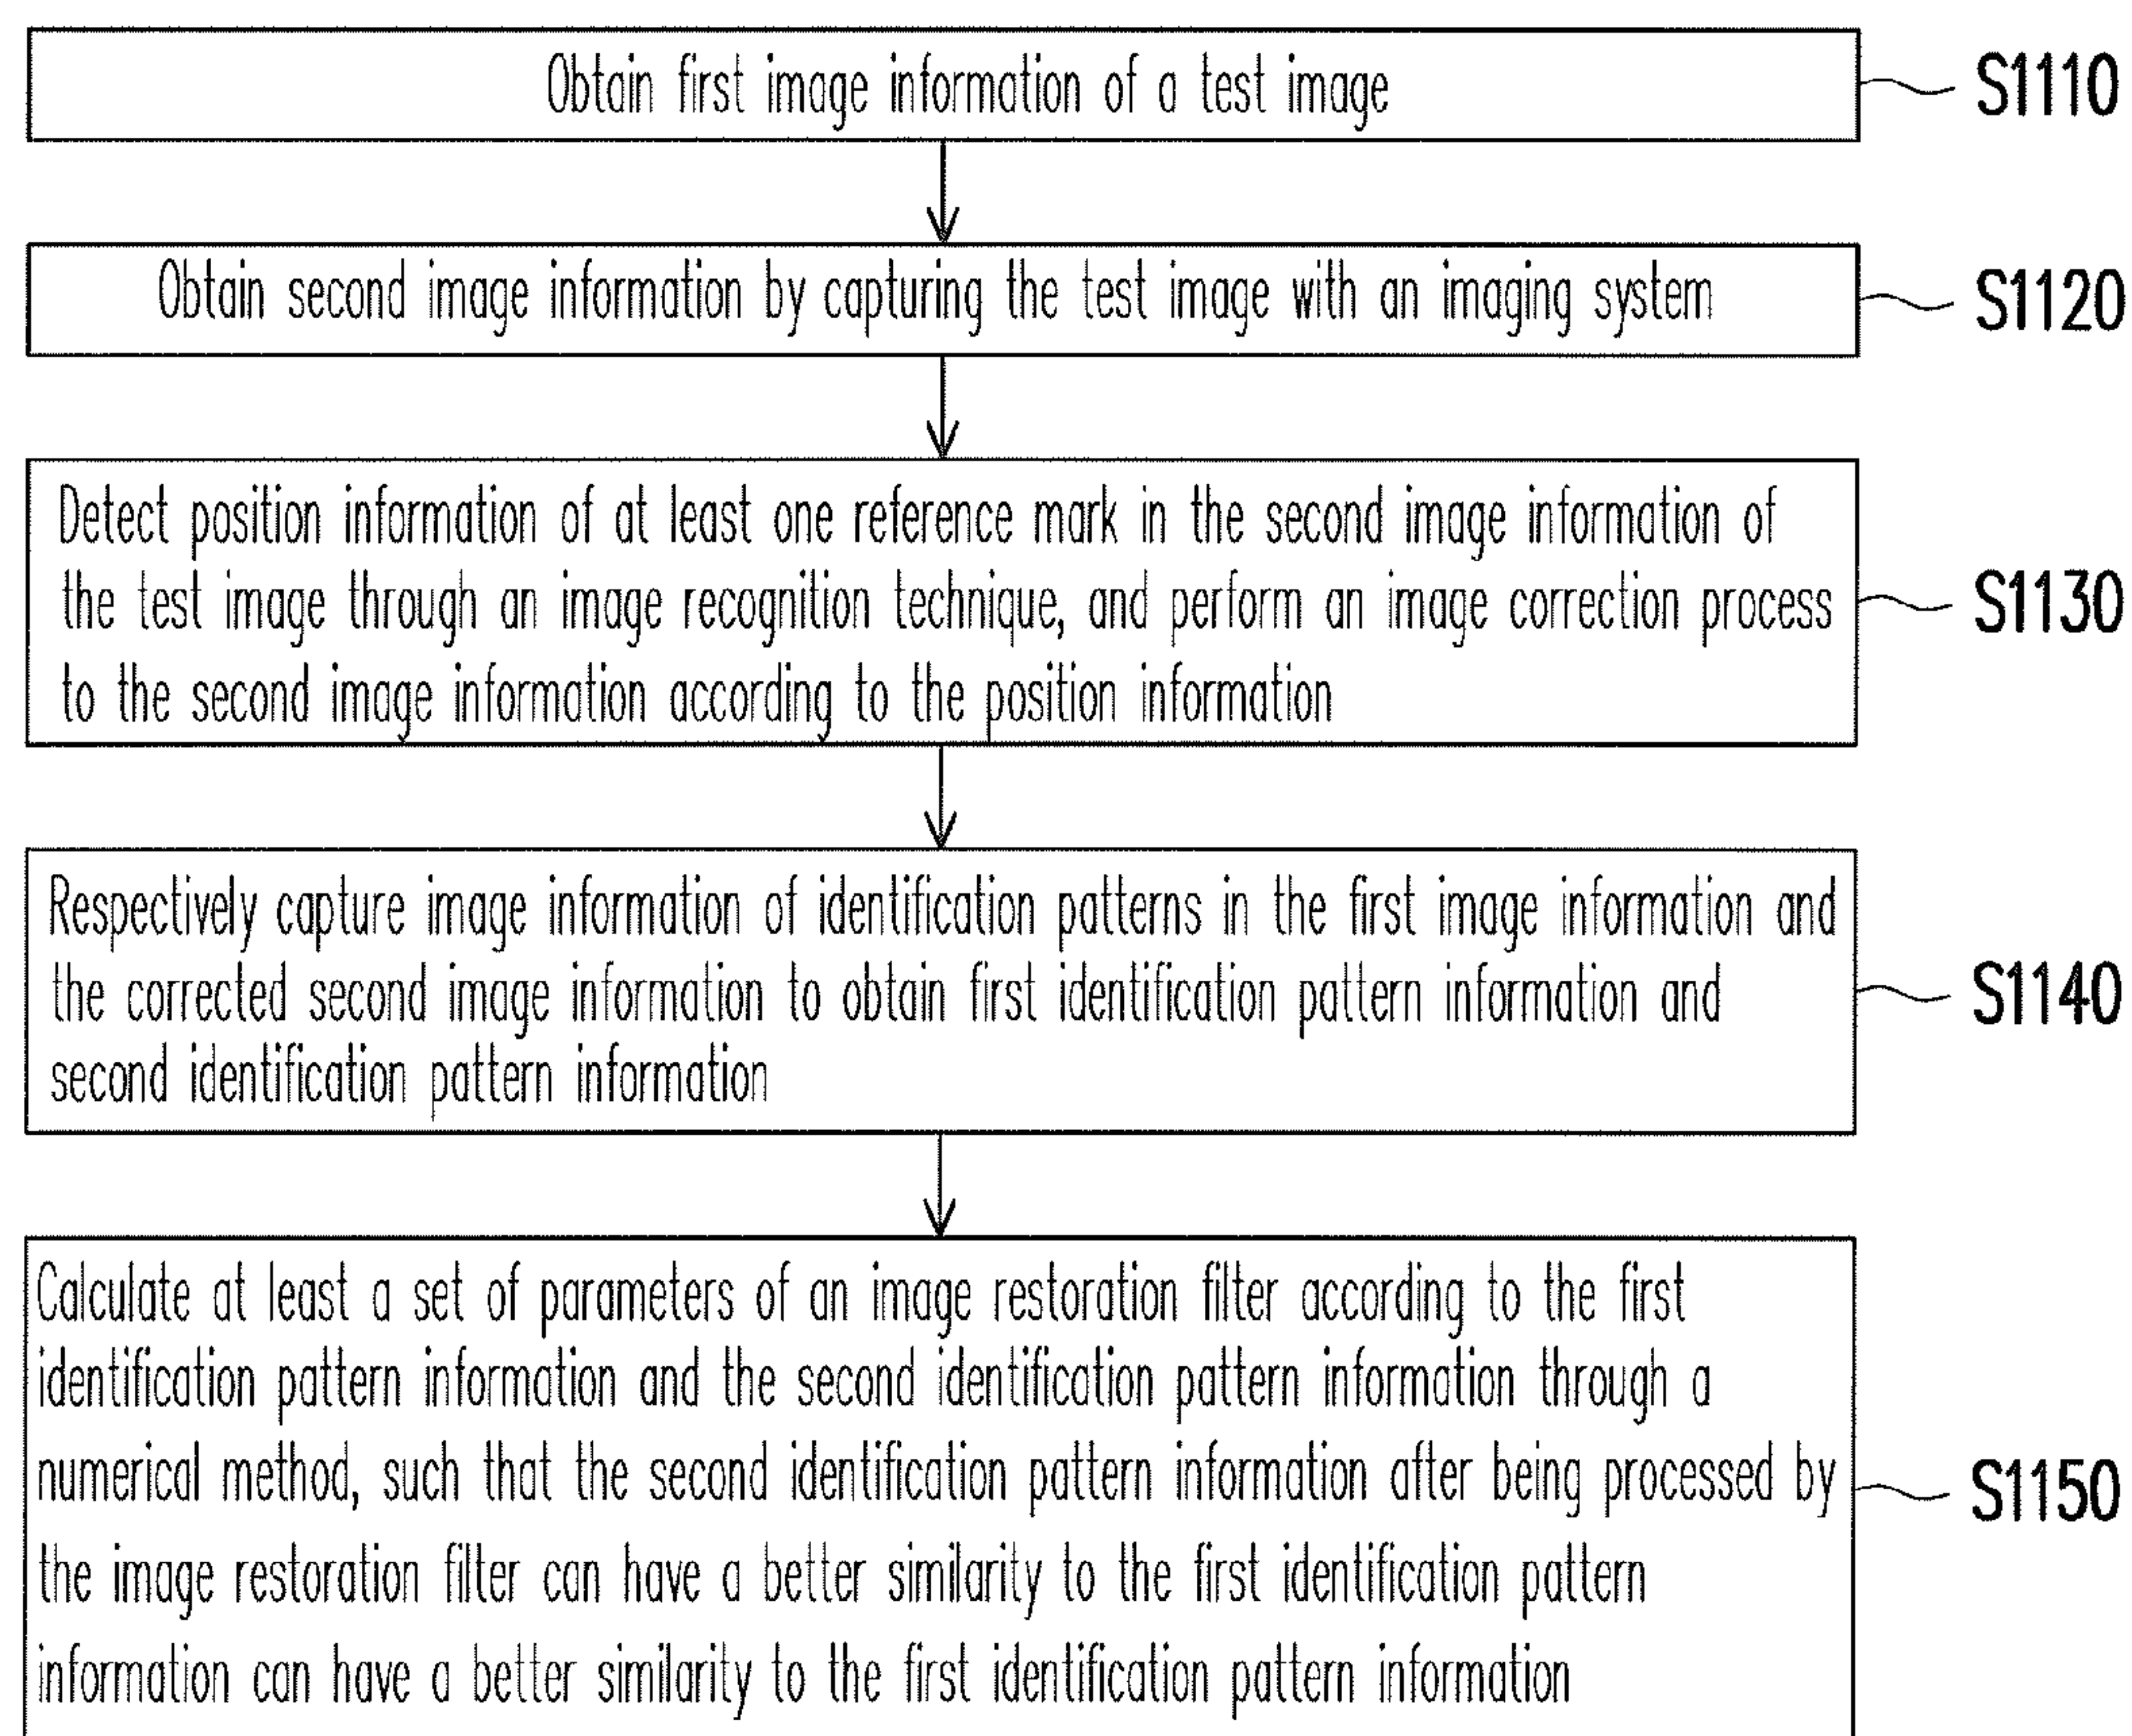 Obtain first image information of a test image
S1110
Obtain second image information by capturing the test image with an imaging system
S1120
Detect position information of at least one reference mark in the second image information of
the test image through an image recognition technique, and perform an image correction process
to the second image information according to the position information
S1130
Respectively capture image information of identification patterns in the first image information and
the corrected second image information to obtain first identification pattern information and
second identification pattern information
S1140
Calculate at least a set of parameters of an image restoration filter according to the first
identification pattern information and the second identification pattern information through a
numerical method, such that the second identification pattern information after being processed by
the image restoration filter can have a better similarity to the first identification pattern
information can have a better similarity to the first identification pattern information
S1150